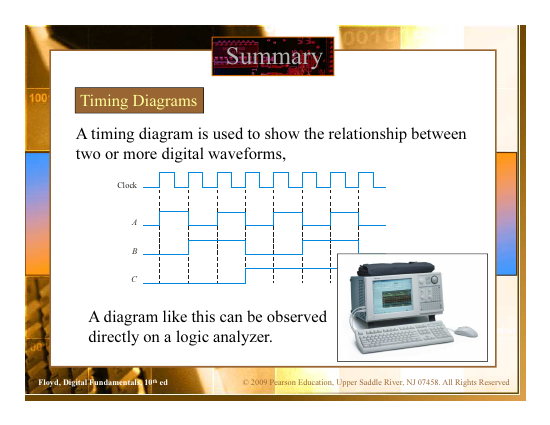 Summary
Timing Diagrams
A timing diagram is used to show the relationship between
two or more digital waveforms,
Clock
A
B
C
A diagram like this can be observed
directly on a logic analyzer.
Floyd, Digital Fundamentals, 10th ed
© 2009 Pearson Education, Upper Saddle River, NJ 07458. All Rights Reserved